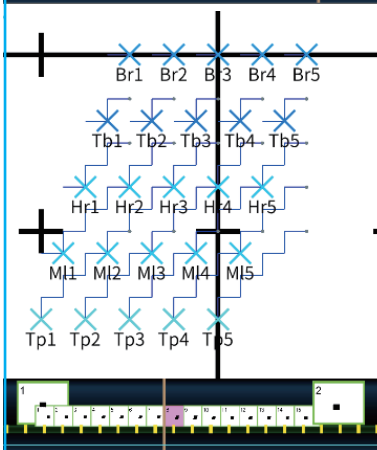 Br1 Br2 Br3 Br4 Br5
Tb1 Tb2 Tb3 Tb4 Tb5
Hr1 Hr2 Hr3 Hr4 Hr5
Ml1 Ml2 Ml3 Ml4 Ml5
Tp1 Tp2 Tp3 Tp4 Tp5
1 2